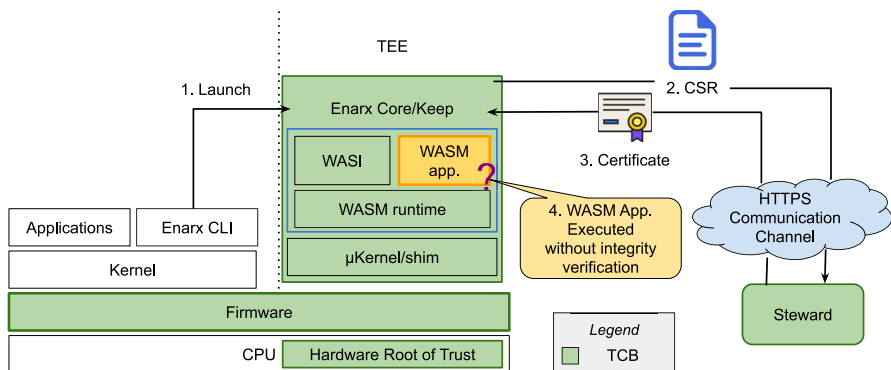 TEE
1. Launch
2. CSR
Enarx Core/Keep
3. Certificate
WASI
WASM
app.
?
WASM runtime
4. WASM App.
Executed
without integrity
verification
HTTPS
Communication
Channel
Applications
Enarx CLI
Kernel
µKernel/shim
Firmware
Steward
CPU
Hardware Root of Trust
Legend
TCB